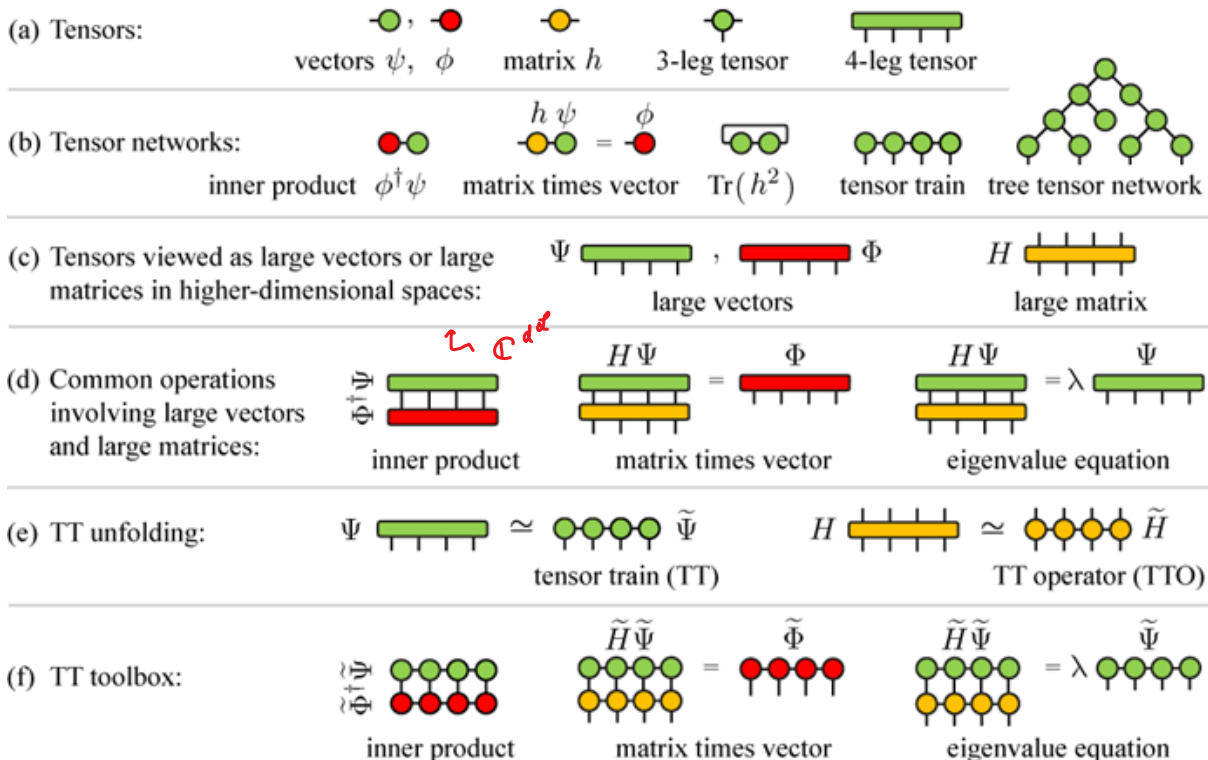 (a) Tensors:
vectors ψ, ϕ
matrix h
3-leg tensor
4-leg tensor
(b) Tensor networks:
h ψ
=
ϕ
inner product ϕ†ψ
matrix times vector
Tr(h²)
tensor train
tree tensor network
(c) Tensors viewed as large vectors or large
matrices in higher-dimensional spaces:
Ψ , Φ
large vectors
H
large matrix
(d) Common operations
involving large vectors
and large matrices:
Φ†Ψ
inner product
HΨ = Φ
matrix times vector
HΨ = λ Ψ
eigenvalue equation
(e) TT unfolding:
Ψ ≃ Ψ̃
tensor train (TT)
H ≃ H̃
TT operator (TTO)
(f) TT toolbox:
Φ̃†Ψ̃
inner product
H̃Ψ̃ = Φ̃
matrix times vector
H̃Ψ̃ = λ Ψ̃
eigenvalue equation